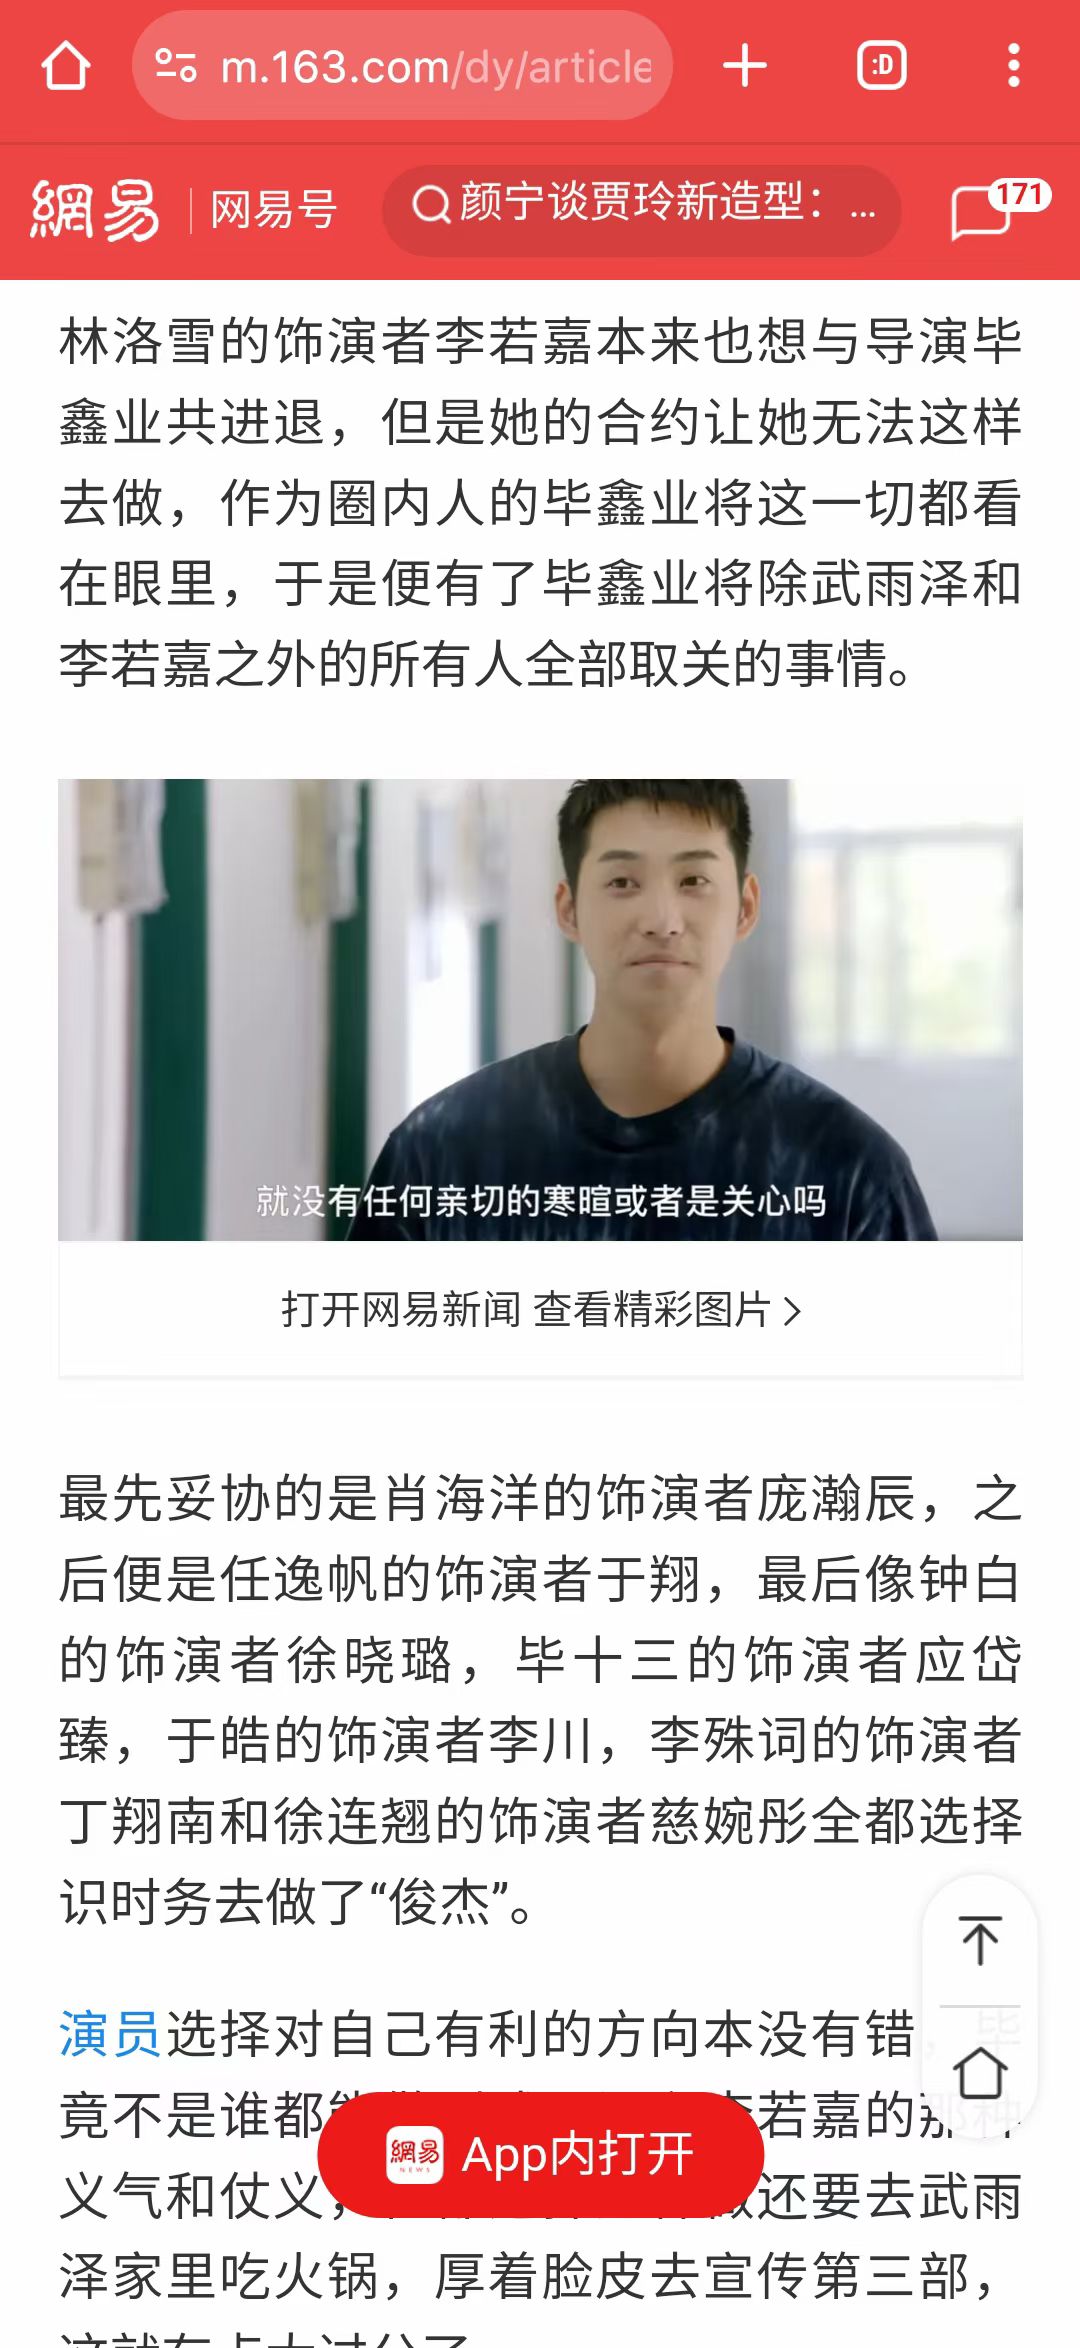 m.163.com/dy/article
網易 | 网易号
颜宁谈贾玲新造型：...
171
林洛雪的饰演者李若嘉本来也想与导演毕
鑫业共进退，但是她的合约让她无法这样
去做，作为圈内人的毕鑫业将这一切都看
在眼里，于是便有了毕鑫业将除武雨泽和
李若嘉之外的所有人全部取关的事情。
就没有任何亲切的寒暄或者是关心吗
打开网易新闻 查看精彩图片
最先妥协的是肖海洋的饰演者庞瀚辰，之
后便是任逸帆的饰演者于翔，最后像钟白
的饰演者徐晓璐，毕十三的饰演者应岱
臻，于皓的饰演者李川，李殊词的饰演者
丁翔南和徐连翘的饰演者慈婉彤全都选择
识时务去做了“俊杰”。
演员选择对自己有利的方向本没有错，毕
竟不是谁都 若嘉的那种
義气和仗义， 还要去武雨
泽家里吃火锅，厚着脸皮去宣传第三部，
網易 NEWS App内打开
:D